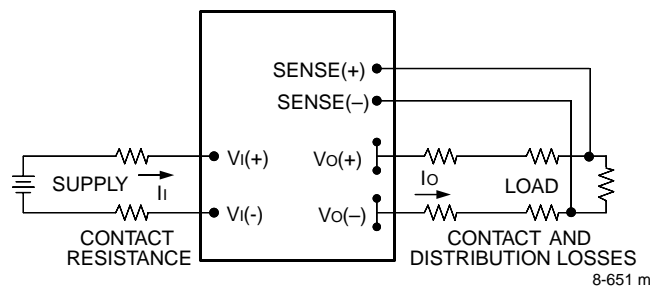 SENSE(+)
SENSE(–)
VI(+)
VO(+)
SUPPLY
II
IO
LOAD
VI(-)
VO(–)
CONTACT
RESISTANCE
CONTACT AND
DISTRIBUTION LOSSES
8-651 m